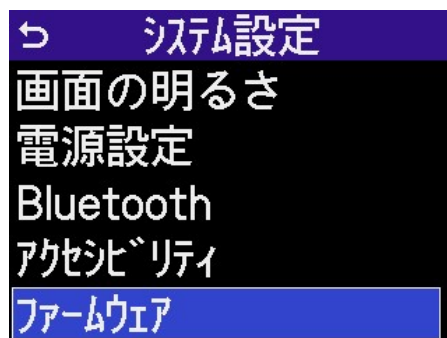 システム設定
画面の明るさ
電源設定
Bluetooth
アクセシビリティ
ファームウェア